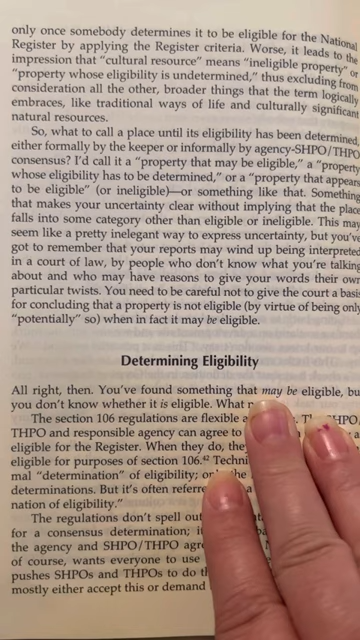 only once somebody determines it to be eligible for the National
Register by applying the Register criteria. Worse, it leads to the
impression that “cultural resource” means “ineligible property” or
“property whose eligibility is undetermined,” thus excluding from
consideration all the other, broader things that the term logically
embraces, like traditional ways of life and culturally significant
natural resources.
So, what to call a place until its eligibility has been determined,
either formally by the keeper or informally by agency-SHPO/THPO
consensus? I’d call it a “property that may be eligible,” a “property
whose eligibility has to be determined,” or a “property that appears
to be eligible” (or ineligible)—or something like that. Something
that makes your uncertainty clear without implying that the place
falls into some category other than eligible or ineligible. This may
seem like a pretty inelegant way to express uncertainty, but you’ve
got to remember that your reports may wind up being interpreted
in a court of law, by people who don’t know what you’re talking
about and who may have reasons to give your words their own
particular twists. You need to be careful not to give the court a basis
for concluding that a property is not eligible (by virtue of being only
“potentially” so) when in fact it may be eligible.
Determining Eligibility
All right, then. You’ve found something that may be eligible, but
you don’t know whether it is eligible. What
The section 106 regulations are flexible
THPO and responsible agency can agree to
eligible for the Register. When they do, they
eligible for purposes of section 106.⁴²
mal “determination” of eligibility; the
determinations. But it’s often a
nation of eligibility.”
The regulations don’t spell out
for a consensus determination;
the agency and SHPO/THPO
of course, wants everyone to use
pushes SHPOs and THPOs to do
mostly either accept this or demand